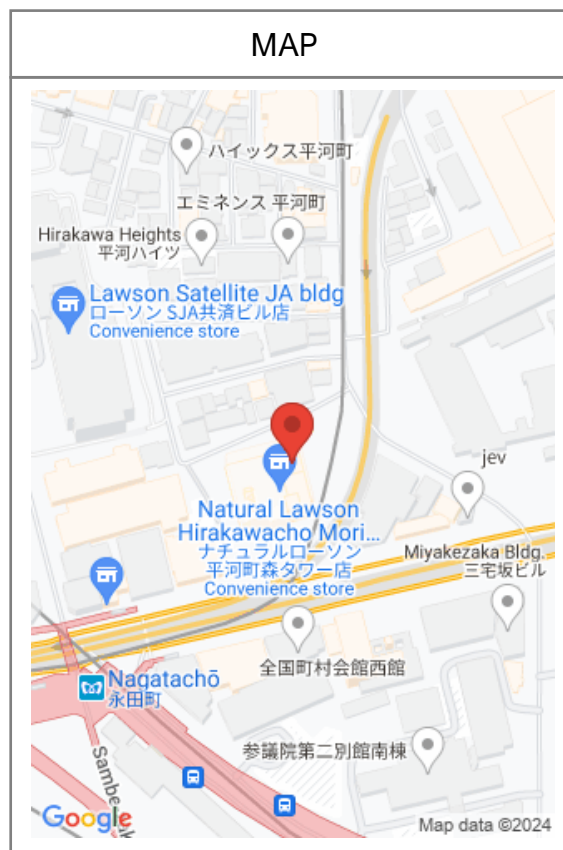 MAP
ハイックス平河町
エミネンス 平河町
Hirakawa Heights
平河ハイツ
Lawson Satellite JA bldg
ローソン SJA共済ビル店
Convenience store
jev
Natural Lawson
Hirakawacho Mori...
ナチュラルローソン
平河町森タワー店
Convenience store
Miyakezaka Bldg.
三宅坂ビル
全国町村会館西館
Nagatachō
永田町
参議院第二別館南棟
Google
Map data ©2024